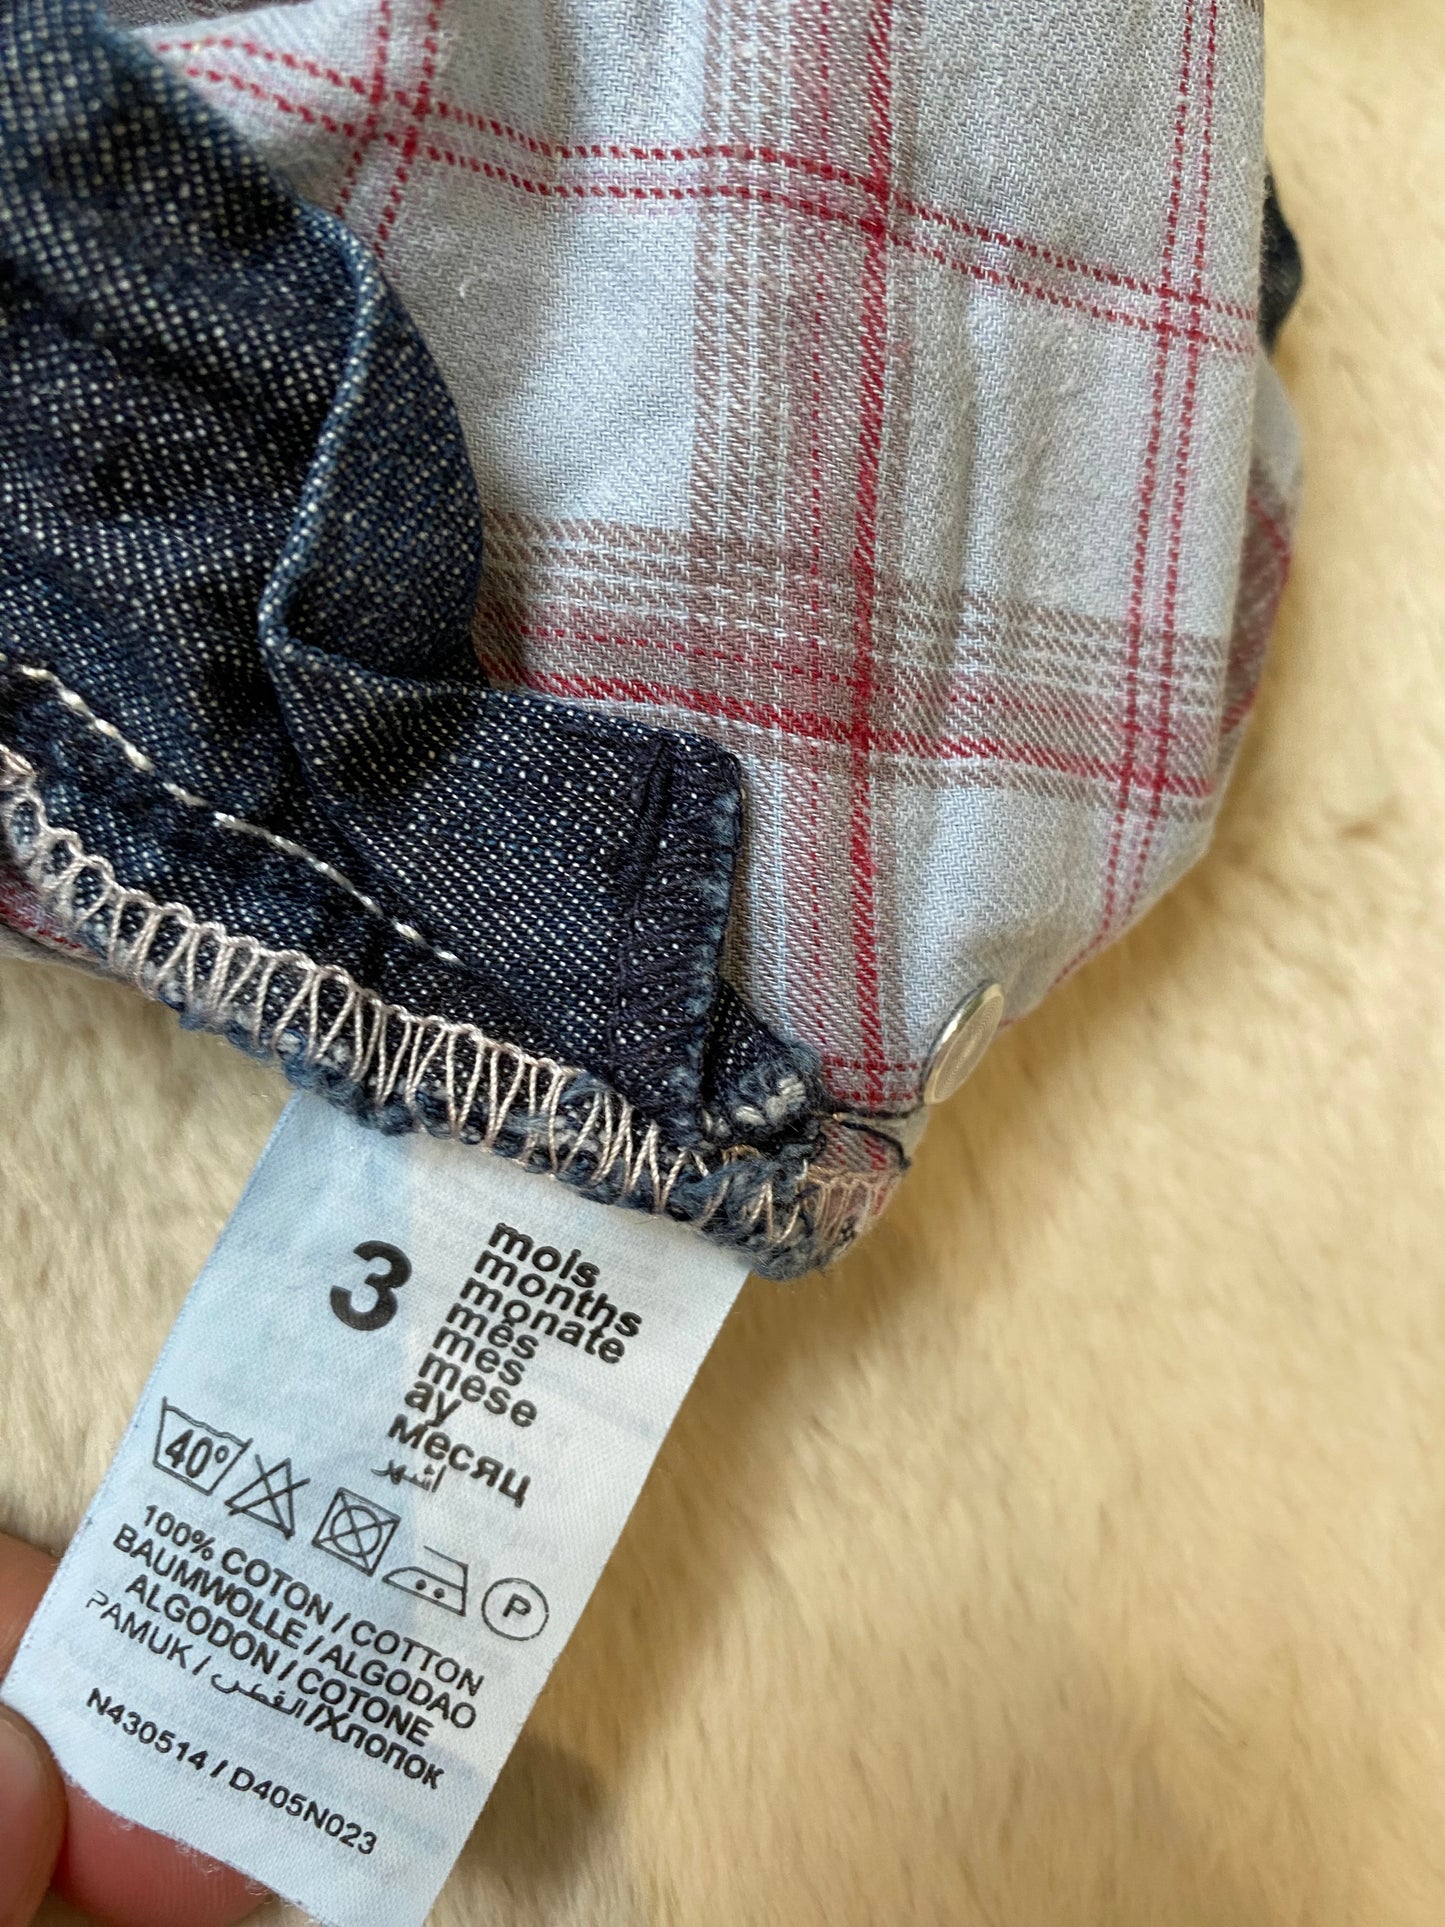 3
mois
months
monate
mês
mes
mese
ay
месяц
أشهر
40°
P
100% COTON / COTTON
BAUMWOLLE / ALGODAO
ALGODON / COTONE
PAMUK / القطن /Хлопок
N430514 / D405N023